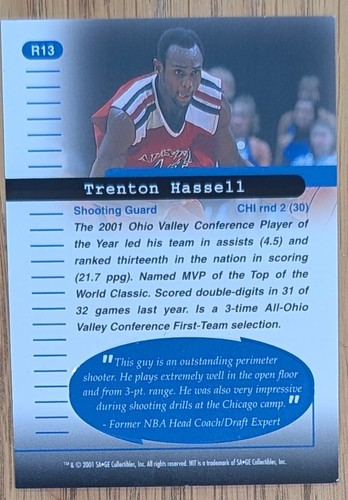 R13
Trenton Hassell
Shooting Guard CHI rnd 2 (30)
The 2001 Ohio Valley Conference Player of
the Year led his team in assists (4.5) and
ranked thirteenth in the nation in scoring
(21.7 ppg). Named MVP of the Top of the
World Classic. Scored double-digits in 31 of
32 games last year. Is a 3-time All-Ohio
Valley Conference First-Team selection.
"This guy is an outstanding perimeter
shooter. He plays extremely well in the open floor
and from 3-pt. range. He was also very impressive
during shooting drills at the Chicago camp."
- Former NBA Head Coach/Draft Expert
™ & © 2001 SA•GE Collectibles, Inc. All rights reserved. HIT is a trademark of SA•GE Collectibles, Inc.